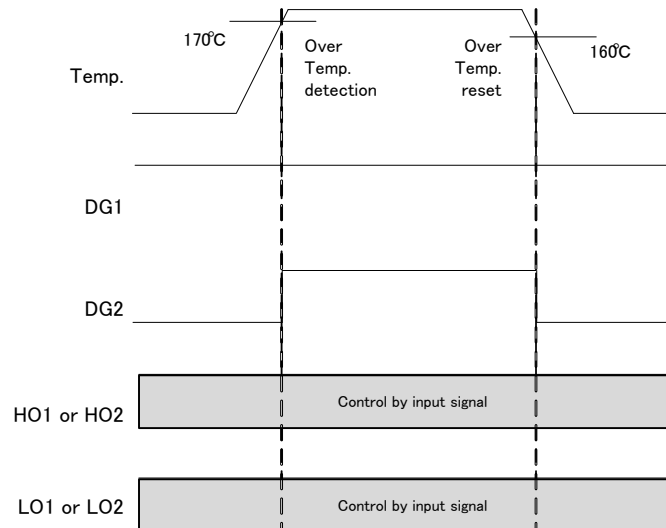 170℃
Over
Temp.
detection
Over
Temp.
reset
160℃
Temp.
DG1
DG2
HO1 or HO2
Control by input signal
LO1 or LO2
Control by input signal